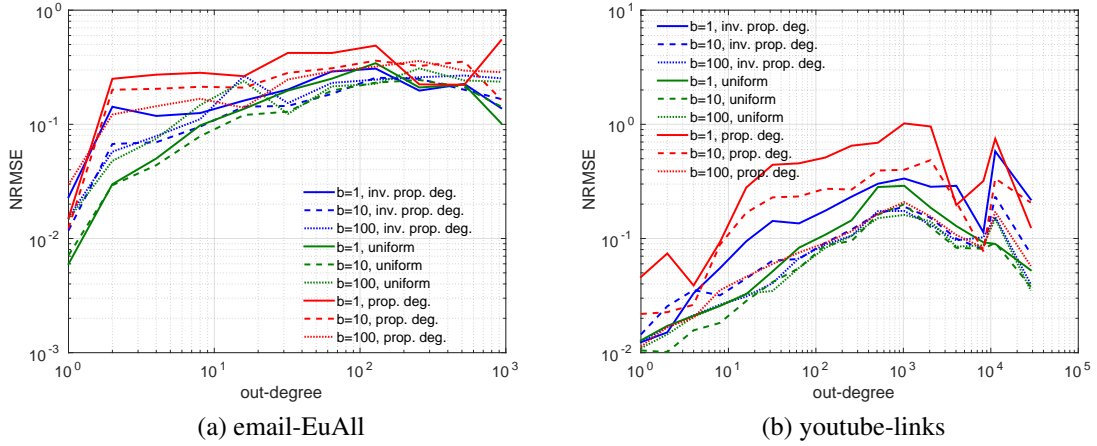 10^0
10^-1
10^-2
10^-3
NRMSE
10^0
10^1
10^2
10^3
out-degree
b=1, inv. prop. deg.
b=10, inv. prop. deg.
b=100, inv. prop. deg.
b=1, uniform
b=10, uniform
b=100, uniform
b=1, prop. deg.
b=10, prop. deg.
b=100, prop. deg.
(a) email-EuAll
10^1
10^0
10^-1
10^-2
NRMSE
10^0
10^1
10^2
10^3
10^4
10^5
out-degree
b=1, inv. prop. deg.
b=10, inv. prop. deg.
b=100, inv. prop. deg.
b=1, uniform
b=10, uniform
b=100, uniform
b=1, prop. deg.
b=10, prop. deg.
b=100, prop. deg.
(b) youtube-links